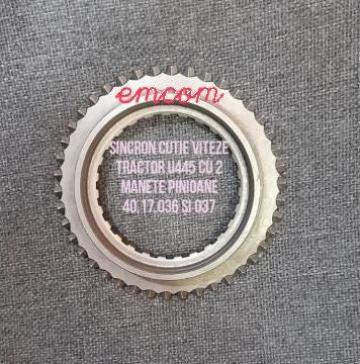 emcom
SINCRON CUTIE VITEZE
TRACTOR U445 CU 2
MANETE PINIOANE
40.17.036 SI 037